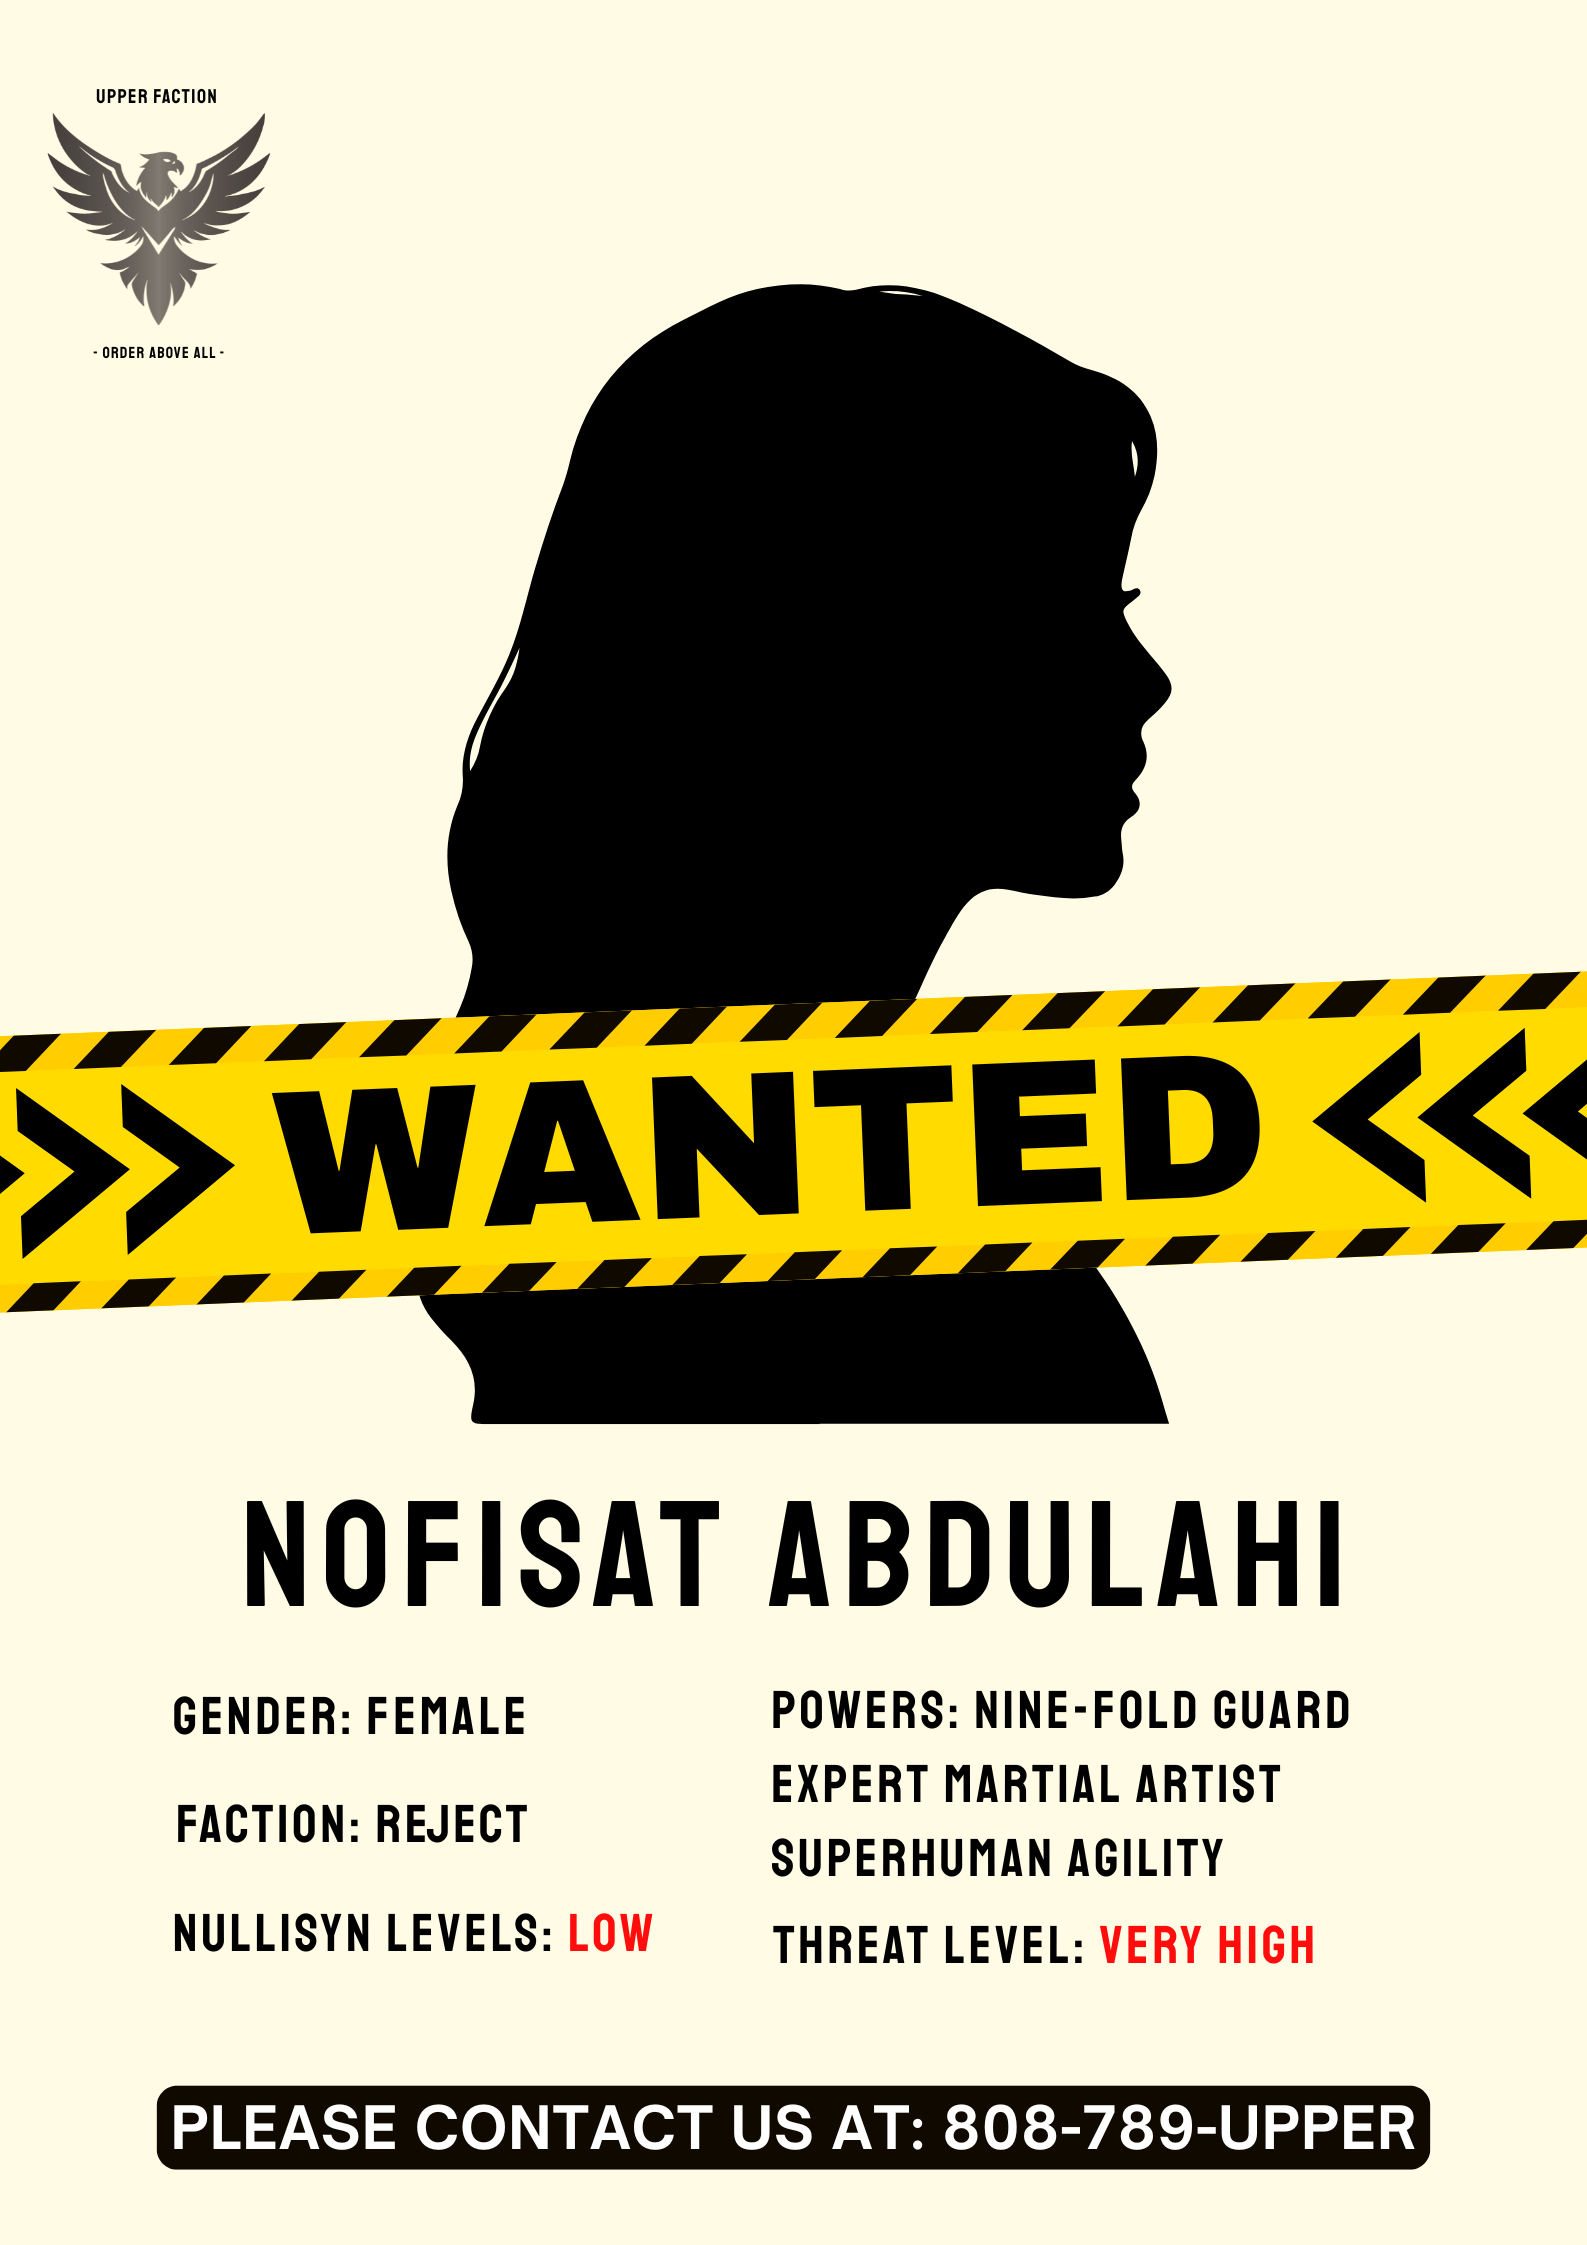 UPPER FACTION
- ORDER ABOVE ALL -
WANTED
NOFISAT ABDULAHI
GENDER: FEMALE
FACTION: REJECT
NULLISYN LEVELS: LOW
POWERS: NINE-FOLD GUARD
EXPERT MARTIAL ARTIST
SUPERHUMAN AGILITY
THREAT LEVEL: VERY HIGH
PLEASE CONTACT US AT: 808-789-UPPER